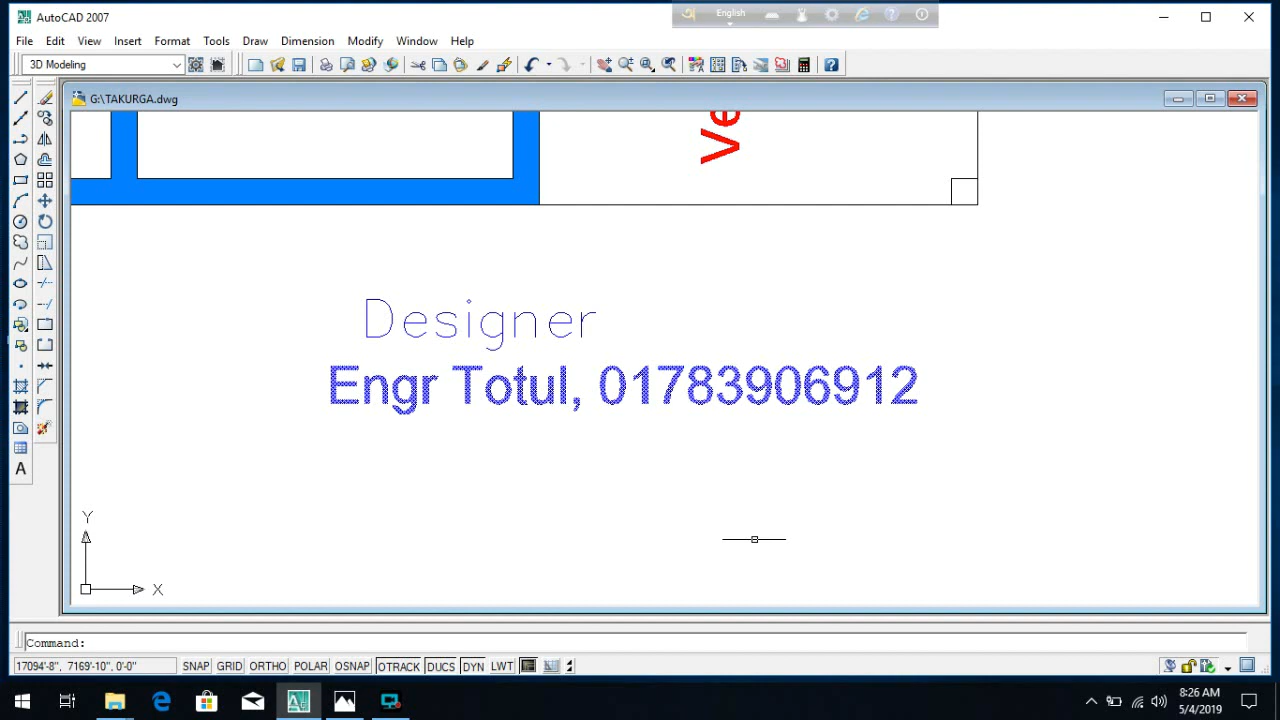 AutoCAD 2007
English
File Edit View Insert Format Tools Draw Dimension Modify Window Help
3D Modeling
G:\TAKURGA.dwg
Ve
Designer
Engr Totul, 01783906912
Y
X
Command:
17094'-8", 7169'-10", 0'-0" SNAP GRID ORTHO POLAR OSNAP OTRACK DUCS DYN LWT
8:26 AM
5/4/2019